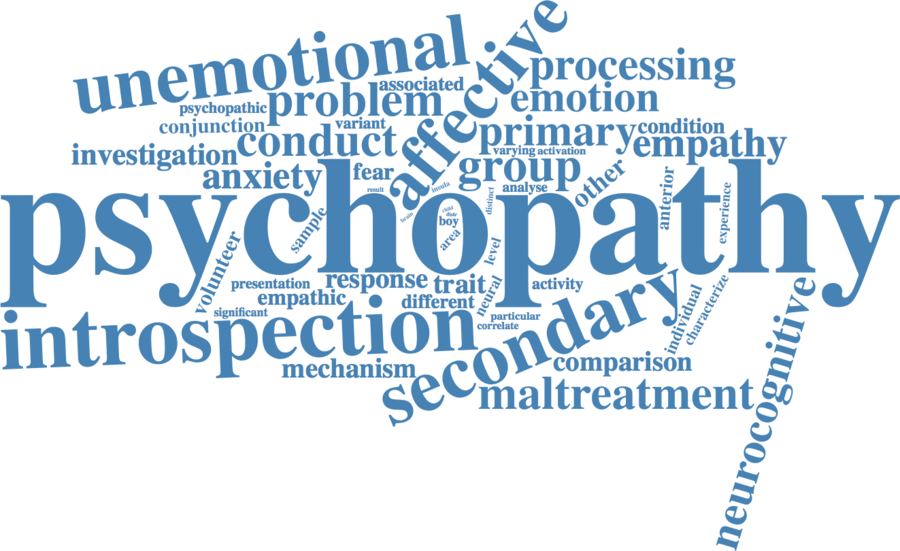 unemotional
affective
processing
associated
problem
emotion
psychopathic
conjunction
variant
conduct
primary
condition
empathy
varying
activation
investigation
group
anxiety
fear
other
result
insula
analyse
distinct
anterior
experience
psychopathy
brain
child
state
boy
area
sample
volunteer
level
presentation
response
trait
neural
activity
empathic
different
significant
particular
correlate
individual
characterize
introspection
secondary
mechanism
comparison
maltreatment
neurocognitive